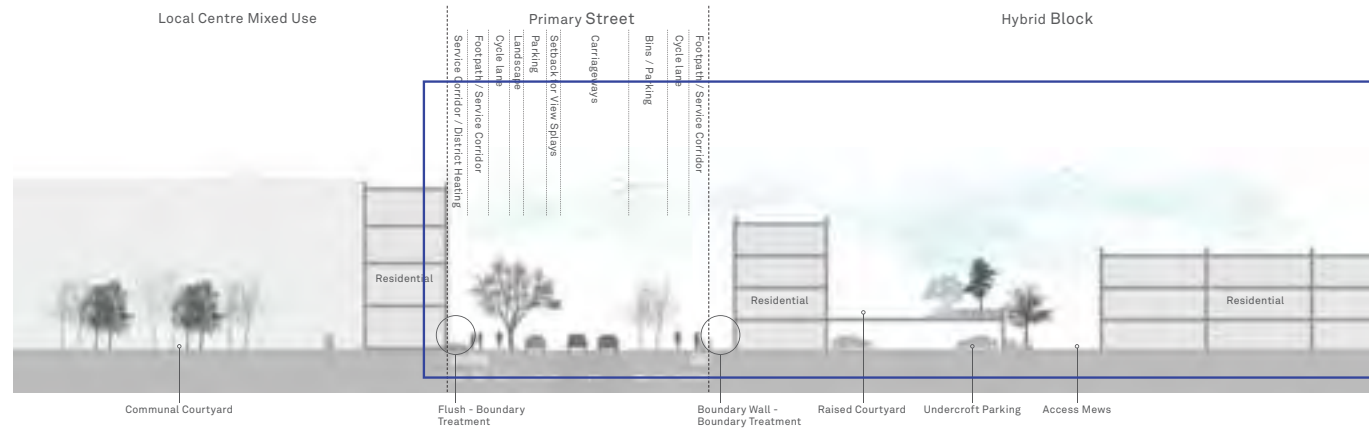 Local Centre Mixed Use
Primary Street
Hybrid Block
Service Corridor / District Heating
Footpath / Service Corridor
Cycle lane
Landscape
Parking
Setback for View Splays
Carriageways
Bins / Parking
Cycle lane
Footpath / Service Corridor
Residential
Residential
Residential
Communal Courtyard
Flush - Boundary
Treatment
Boundary Wall -
Boundary Treatment
Raised Courtyard
Undercroft Parking
Access Mews